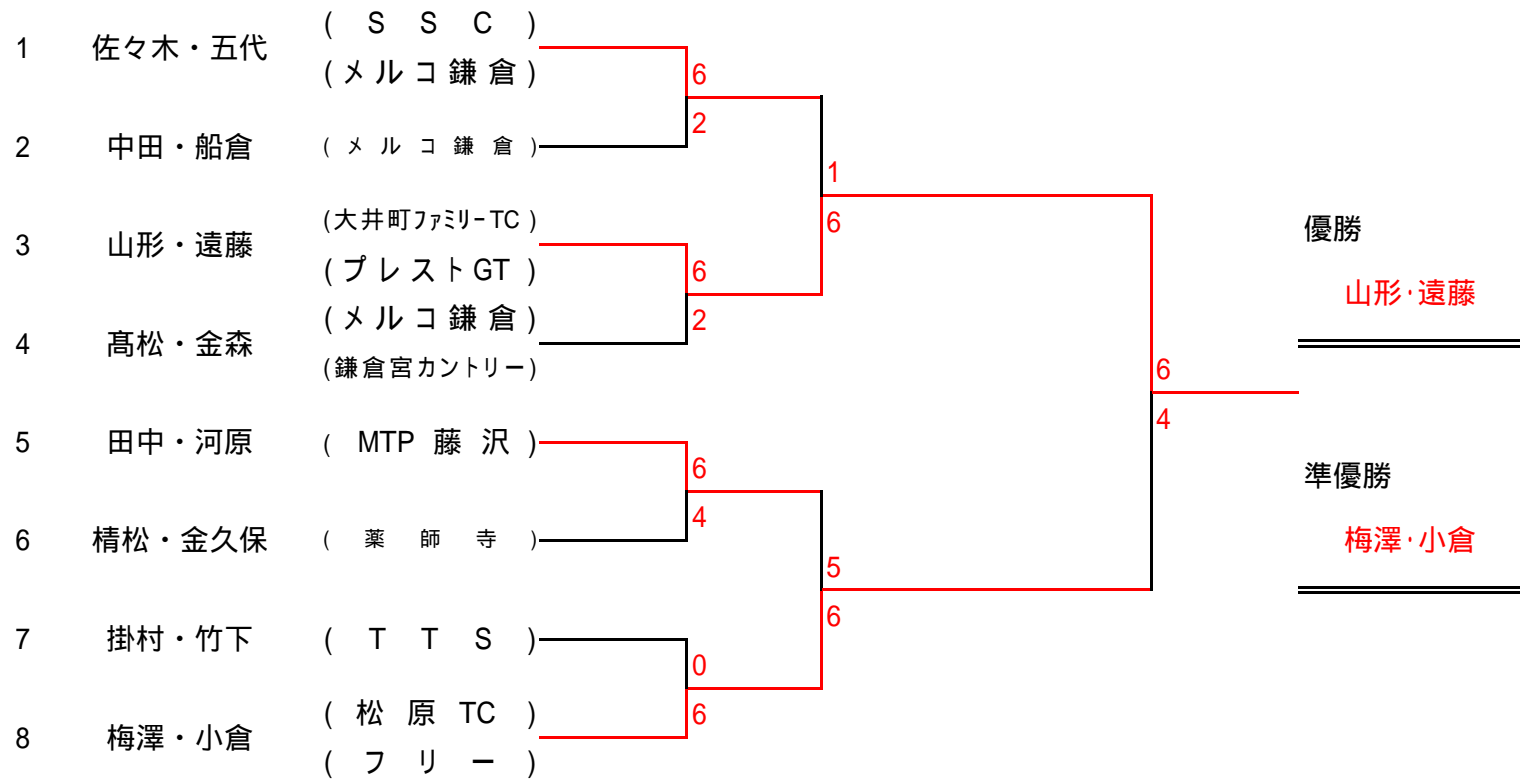 1 佐々木・五代 ( S S C )
(メルコ鎌倉)
6
2
2 中田・船倉 (メルコ鎌倉)
1
6
3 山形・遠藤 (大井町ファミリーTC)
(プレストGT)
6
2
4 髙松・金森 (メルコ鎌倉)
(鎌倉宮カントリー)
6
4
5 田中・河原 ( MTP 藤沢 )
6
4
6 精松・金久保 (薬師寺)
5
6
7 掛村・竹下 ( T T S )
0
6
8 梅澤・小倉 ( 松原 TC )
(フリー)
優勝
山形・遠藤
準優勝
梅澤・小倉